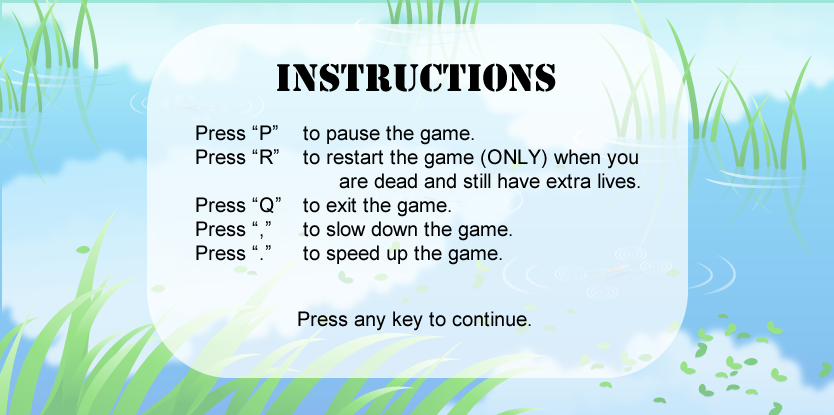 INSTRUCTIONS
Press “P” to pause the game.
Press “R” to restart the game (ONLY) when you
are dead and still have extra lives.
Press “Q” to exit the game.
Press “,” to slow down the game.
Press “.” to speed up the game.
Press any key to continue.